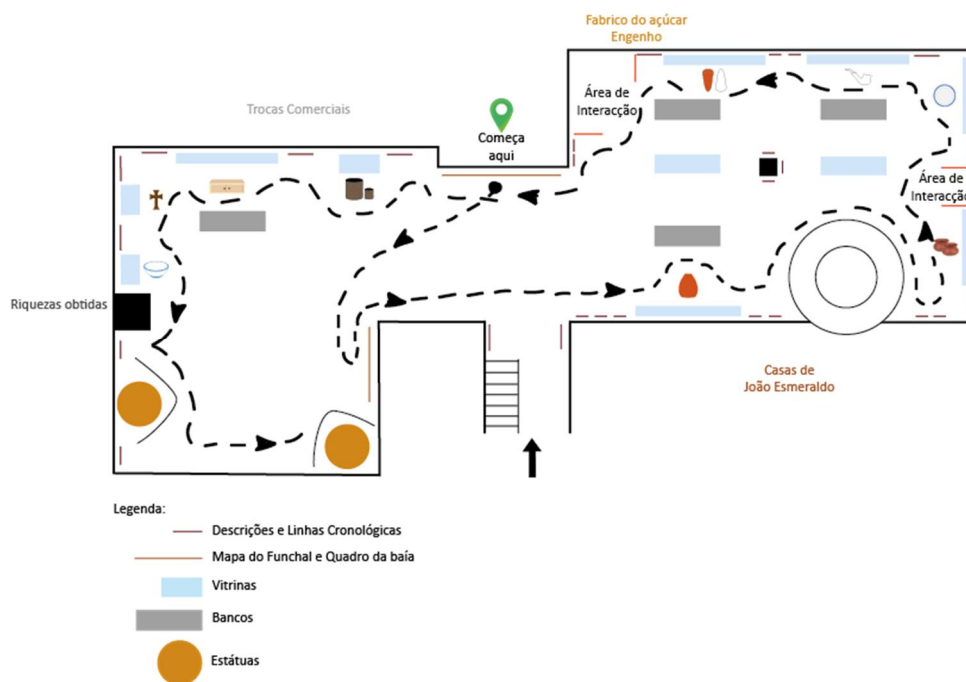 Fabrico do açúcar
Engenho
Trocas Comerciais
Começa
aqui
Área de
Interacção
Área de
Interacção
Riquezas obtidas
Casas de
João Esmeraldo
Legenda:
Descrições e Linhas Cronológicas
Mapa do Funchal e Quadro da baía
Vitrinas
Bancos
Estátuas